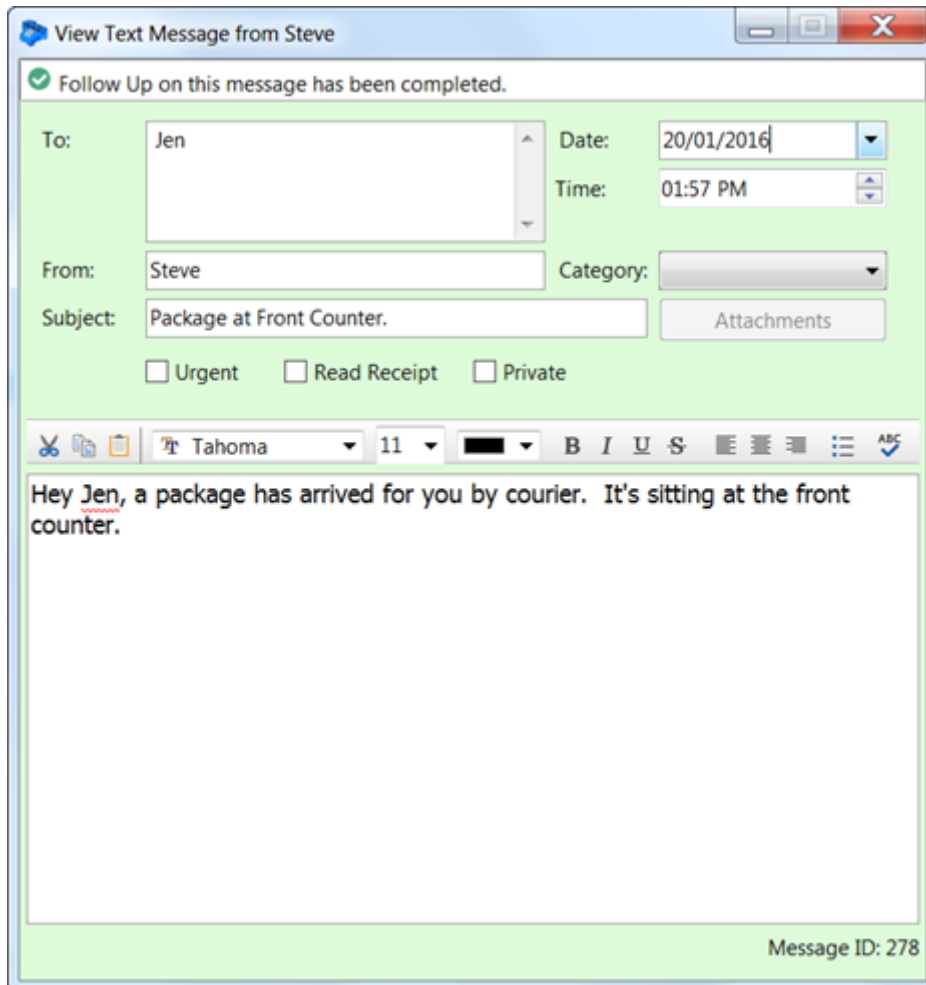 View Text Message from Steve
Follow Up on this message has been completed.
To: Jen Date: 20/01/2016
Time: 01:57 PM
From: Steve Category:
Subject: Package at Front Counter. Attachments
Urgent Read Receipt Private
Tahoma 11 B I U S ABC
Hey Jen, a package has arrived for you by courier.  It's sitting at the front
counter.
Message ID: 278